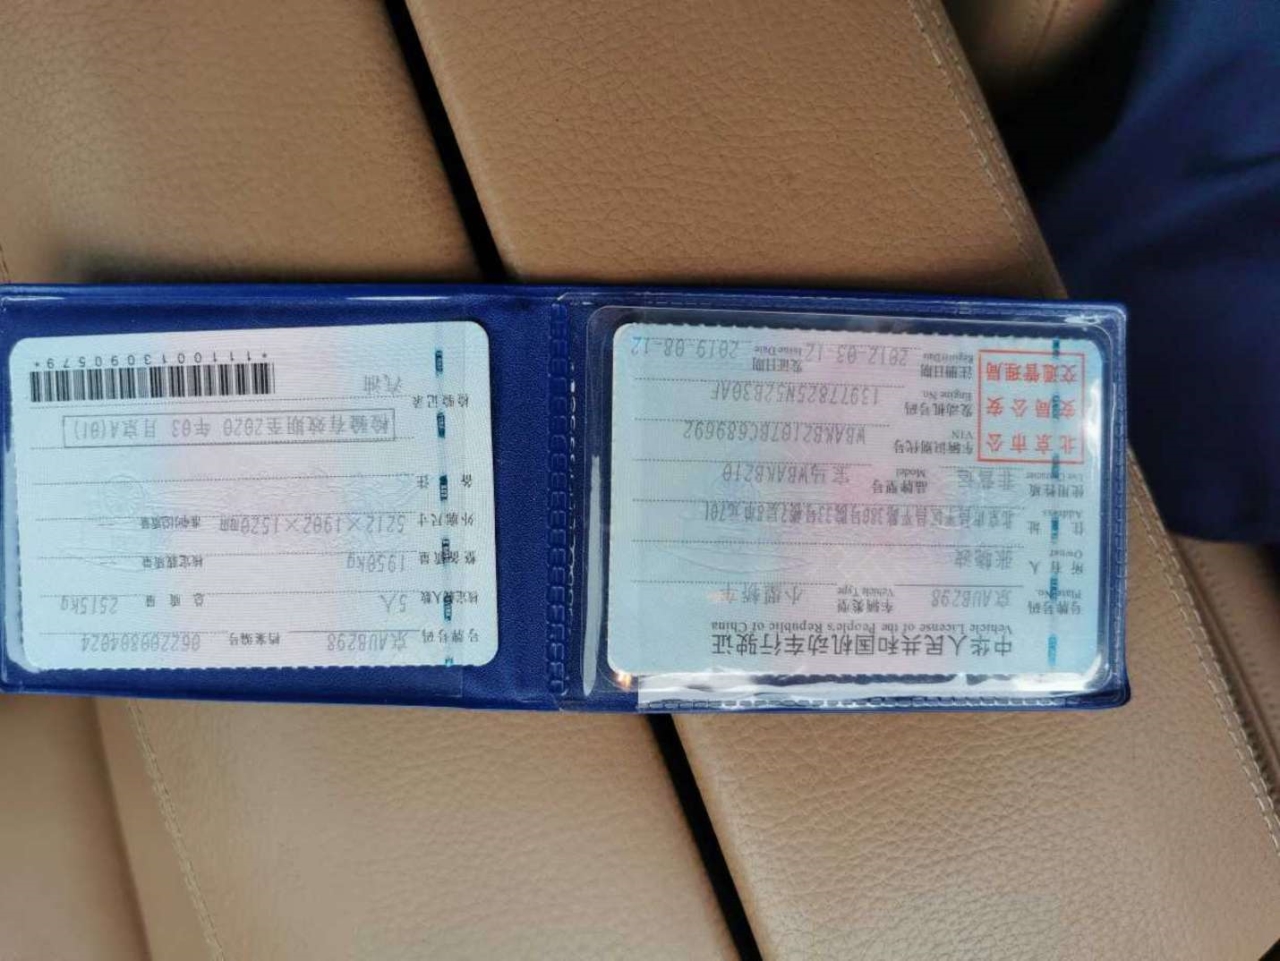 中华人民共和国机动车行驶证
Vehicle License of the People's Republic of China
号牌号码 京AUB298 车辆类型 小型轿车
Plate No. Vehicle Type
所有人 张晓波
Owner
住址
Address
使用性质 非营运 品牌型号 宝马WBAKB210
Use Character Model
北京市公
安局公安
交通管理局
车辆识别代号 WBAKB2107BC689692
VIN
发动机号码 13977825N52B30AF
Engine No.
注册日期 2012-03-12 发证日期 2019-08-12
Register Date Issue Date
号牌号码 京AUB298 档案编号 062200804024
核定载人数 5人 总质量 2515kg
整备质量 1950kg 核定载质量
外廓尺寸 5212×1902×1520mm 准牵引总质量
备注
检验有效期至2020年03月京A(01)
检验记录
汽油
*1110013090579*